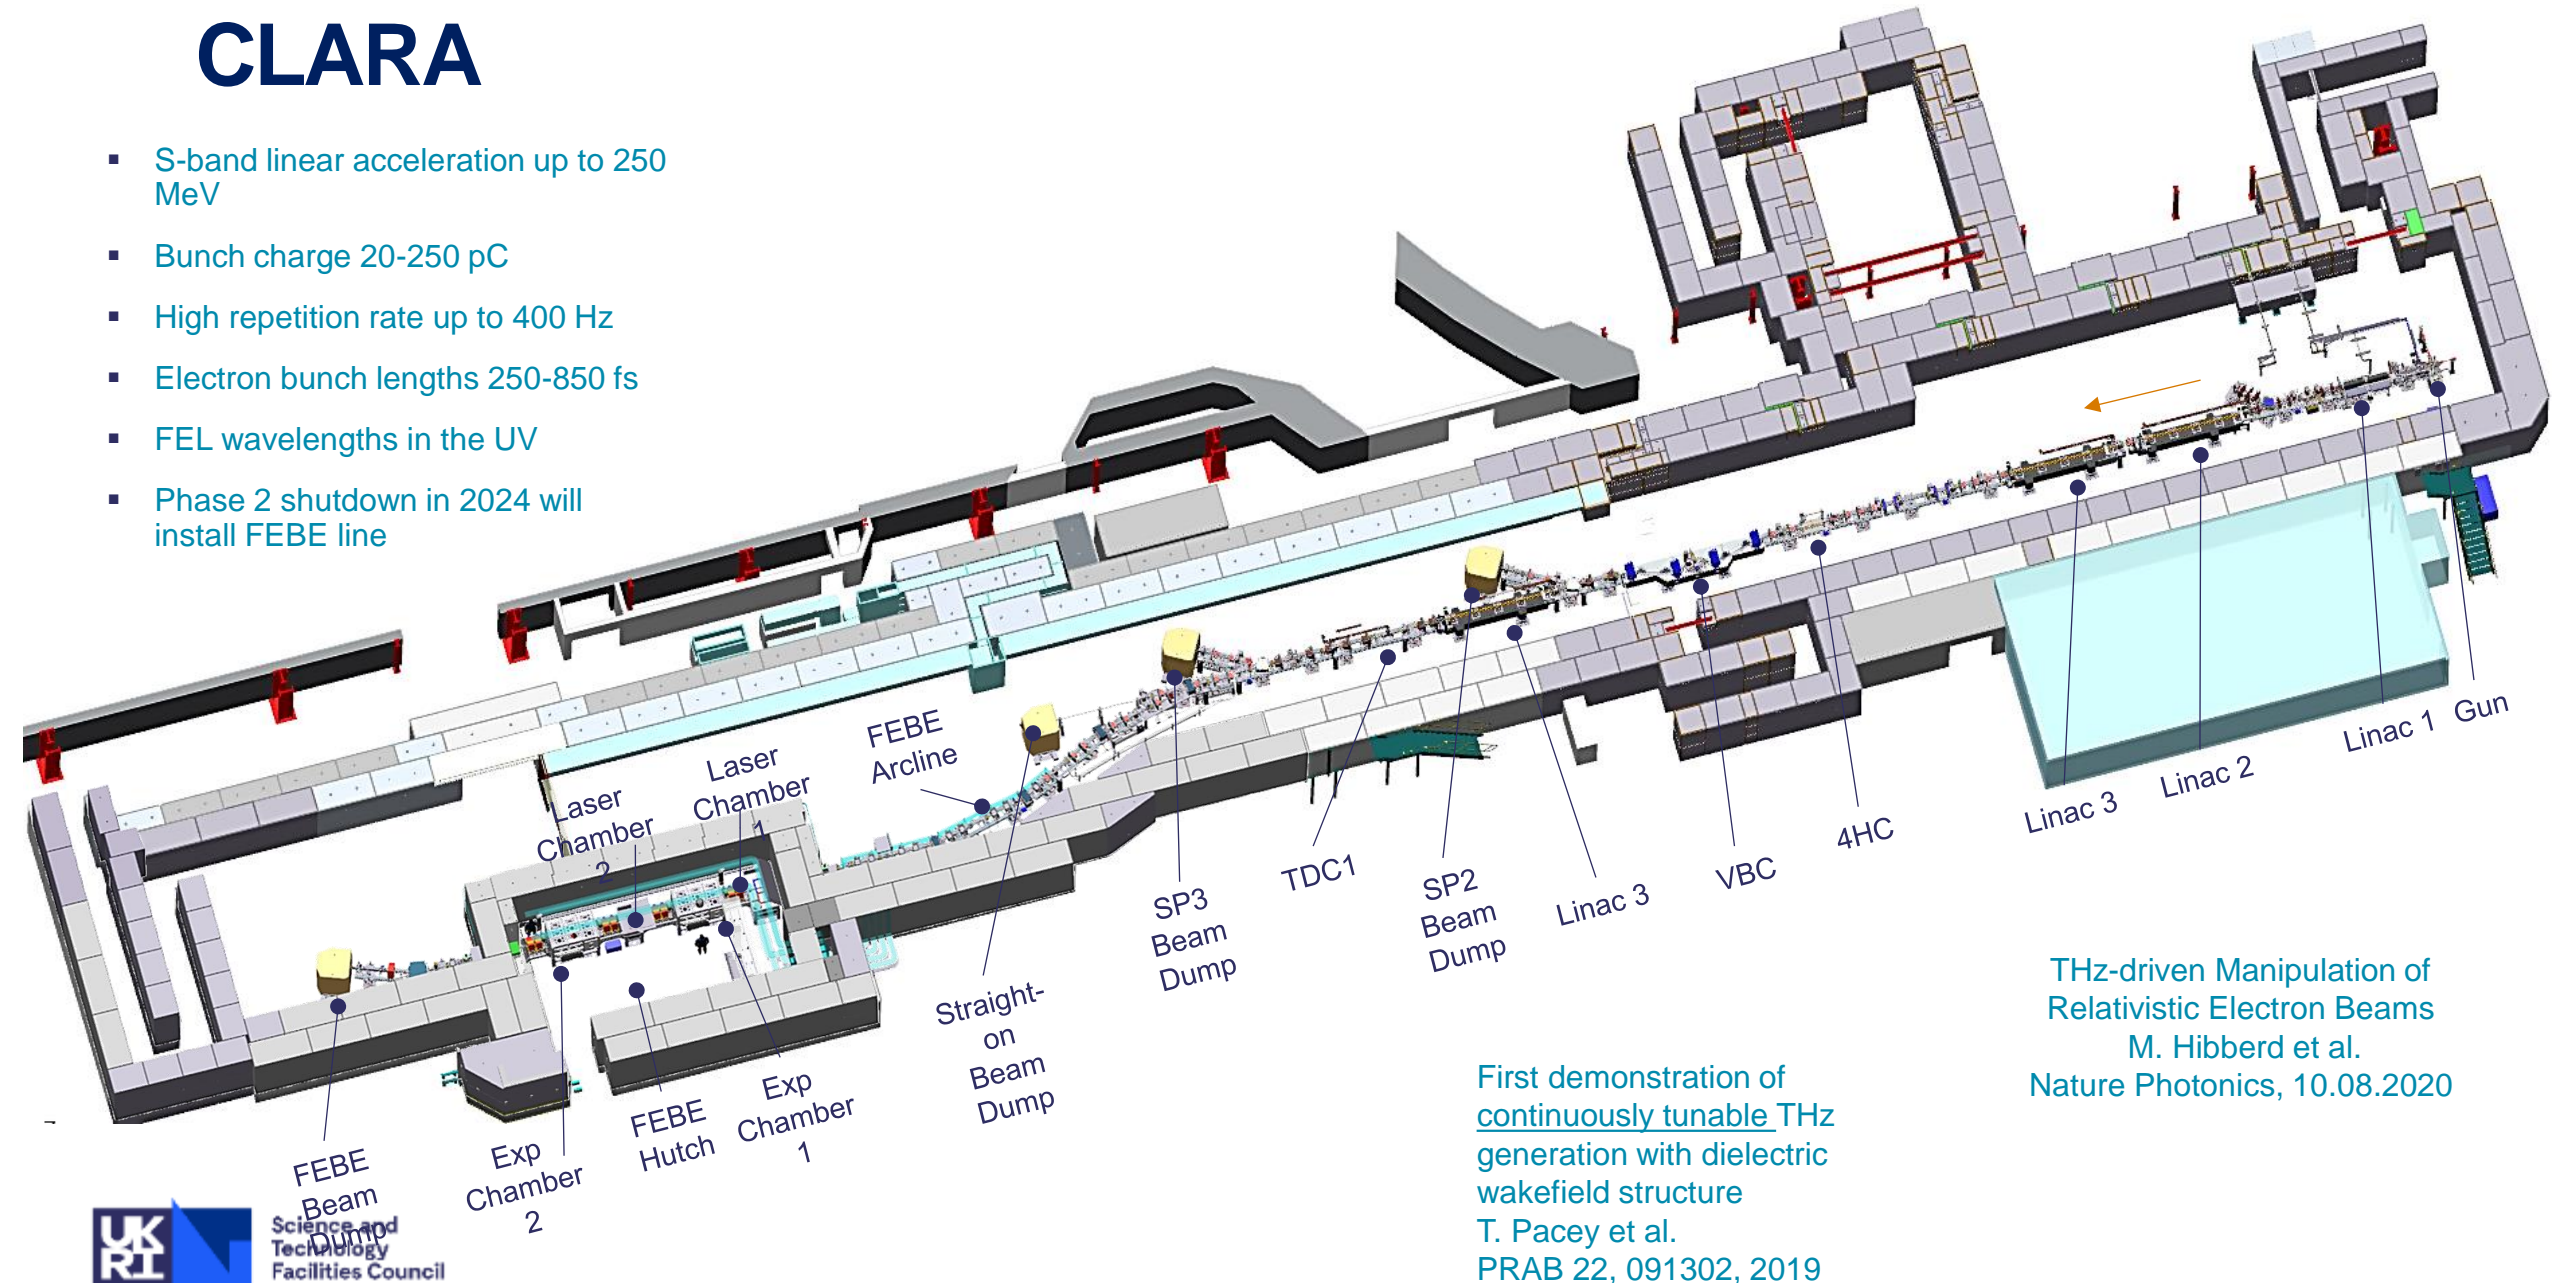 CLARA
▪ S-band linear acceleration up to 250
MeV
▪ Bunch charge 20-250 pC
▪ High repetition rate up to 400 Hz
▪ Electron bunch lengths 250-850 fs
▪ FEL wavelengths in the UV
▪ Phase 2 shutdown in 2024 will
install FEBE line
Laser
Chamber
2
Laser
Chamber
1
FEBE
Arcline
FEBE
Beam
Dump
Exp
Chamber
2
FEBE
Hutch
Exp
Chamber
1
Straight-
on
Beam
Dump
SP3
Beam
Dump
TDC1
SP2
Beam
Dump
Linac 3
VBC
4HC
Linac 3
Linac 2
Linac 1
Gun
THz-driven Manipulation of
Relativistic Electron Beams
M. Hibberd et al.
Nature Photonics, 10.08.2020
First demonstration of
continuously tunable THz
generation with dielectric
wakefield structure
T. Pacey et al.
PRAB 22, 091302, 2019
UK
RI
Science and
Technology
Facilities Council